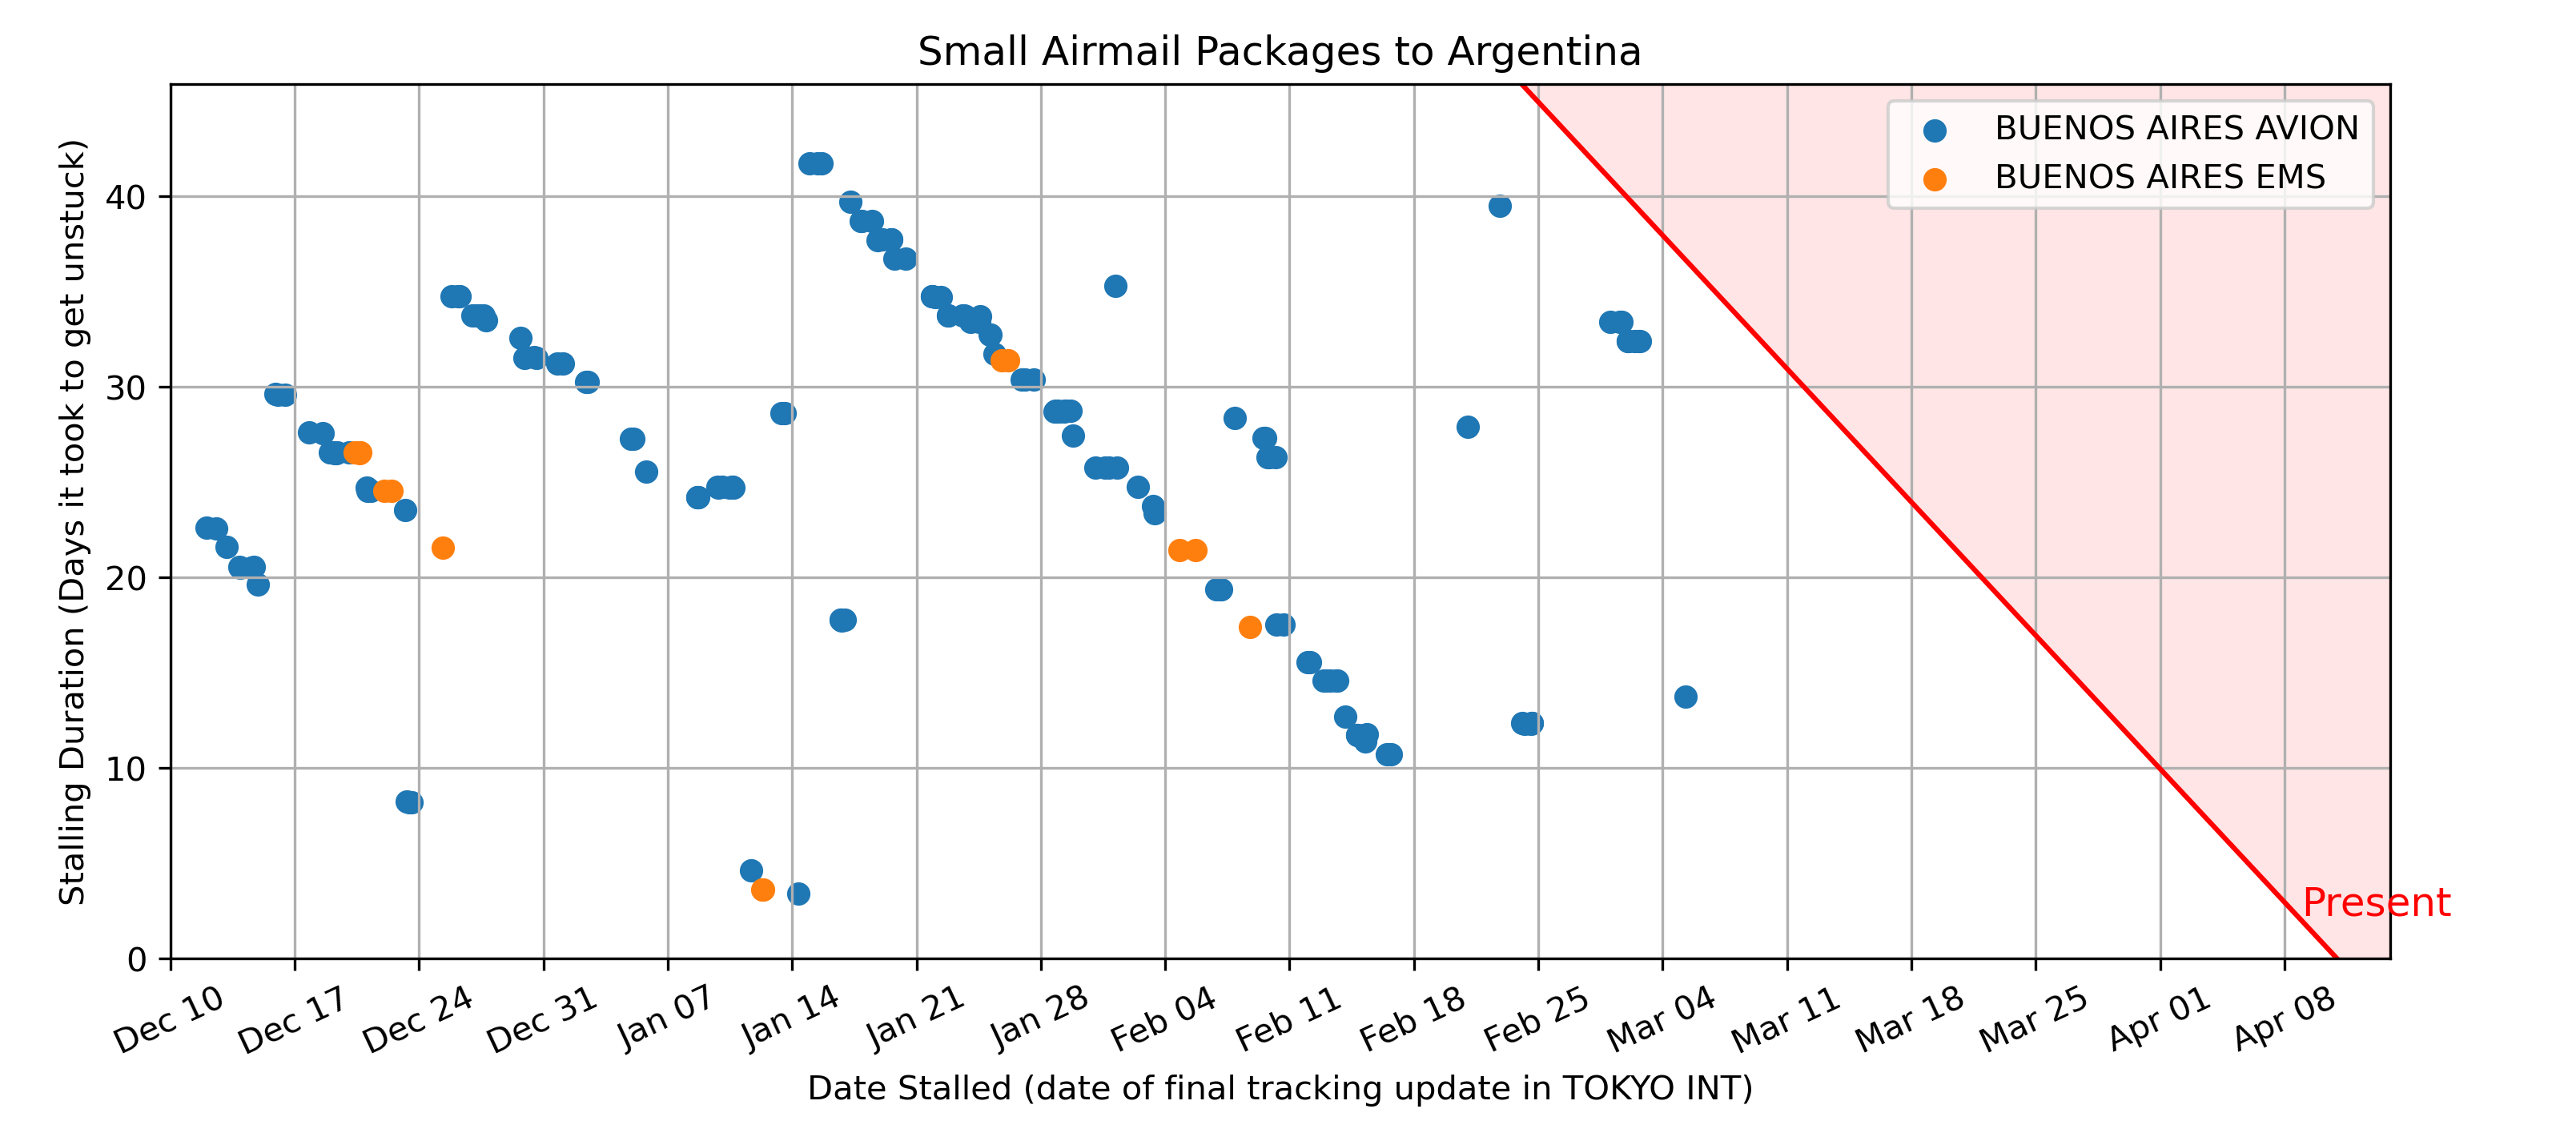 Small Airmail Packages to Argentina
BUENOS AIRES AVION
BUENOS AIRES EMS
Stalling Duration (Days it took to get unstuck)
40
30
20
10
0
Present
Dec 10
Dec 17
Dec 24
Dec 31
Jan 07
Jan 14
Jan 21
Jan 28
Feb 04
Feb 11
Feb 18
Feb 25
Mar 04
Mar 11
Mar 18
Mar 25
Apr 01
Apr 08
Date Stalled (date of final tracking update in TOKYO INT)